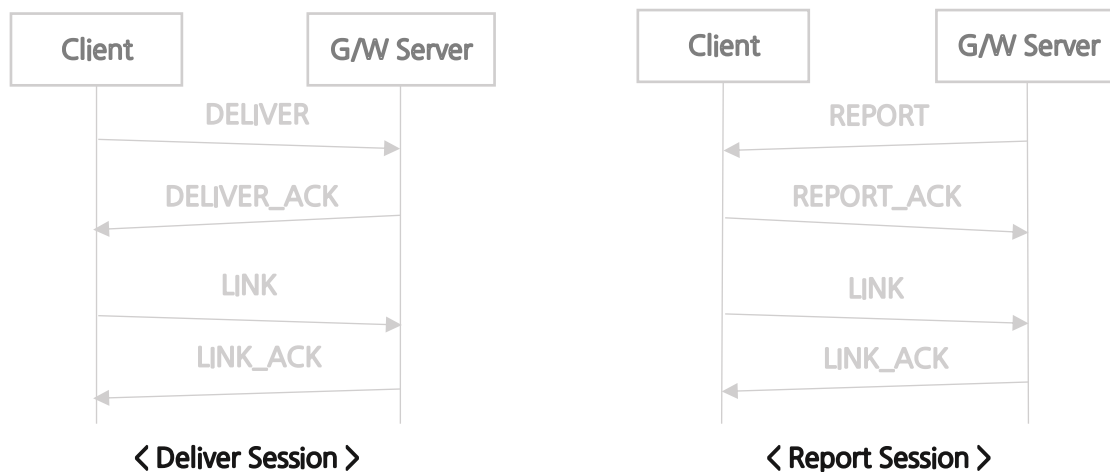 Client
G/W Server
DELIVER
DELIVER_ACK
LINK
LINK_ACK
< Deliver Session >
Client
G/W Server
REPORT
REPORT_ACK
LINK
LINK_ACK
< Report Session >